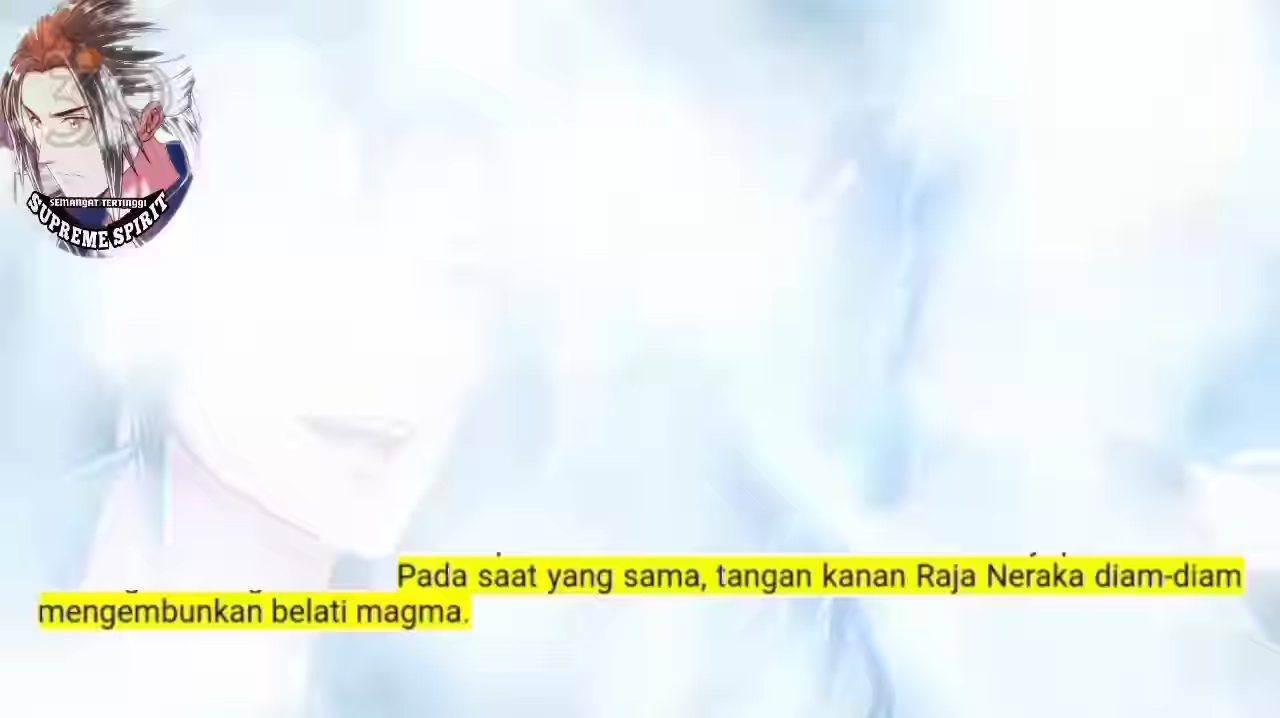 SEMANGAT TERTINGGI
SUPREME SPIRIT
Pada saat yang sama, tangan kanan Raja Neraka diam-diam
mengembunkan belati magma.